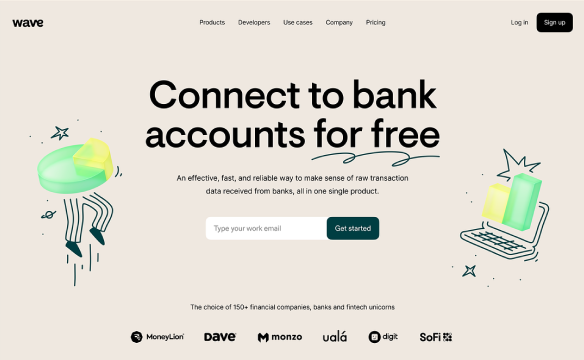 wave
Products Developers Use cases Company Pricing
Log in Sign up
Connect to bank
accounts for free
An effective, fast, and reliable way to make sense of raw transaction
data received from banks, all in one single product.
Type your work email Get started
The choice of 150+ financial companies, banks and fintech unicorns
MoneyLion DAVE monzo ualá digit SoFi